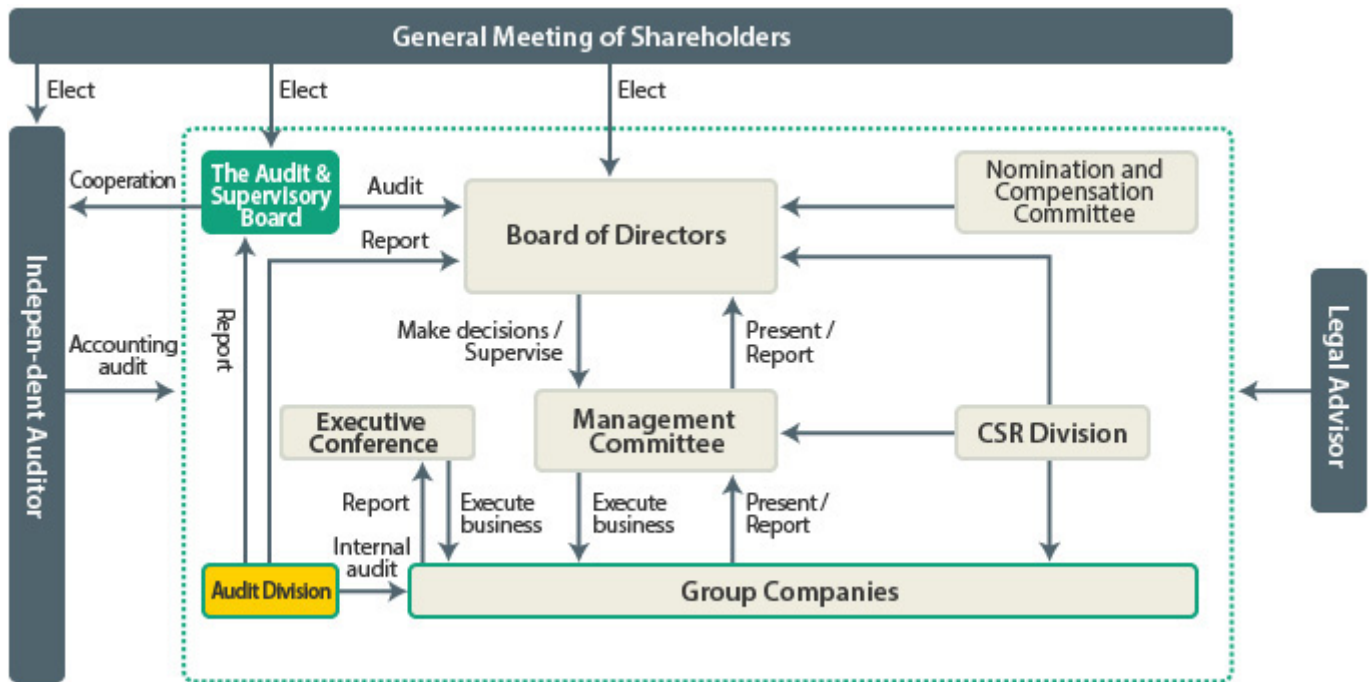 General Meeting of Shareholders
Elect
Elect
Elect
The Audit &
Supervisory
Board
Cooperation
Audit
Nomination and
Compensation
Committee
Board of Directors
Report
Indepen-dent Auditor
Report
Accounting
audit
Make decisions /
Supervise
Present /
Report
Legal Advisor
Executive
Conference
Management
Committee
CSR Division
Report
Execute
business
Execute
business
Present /
Report
Internal
audit
Audit Division
Group Companies